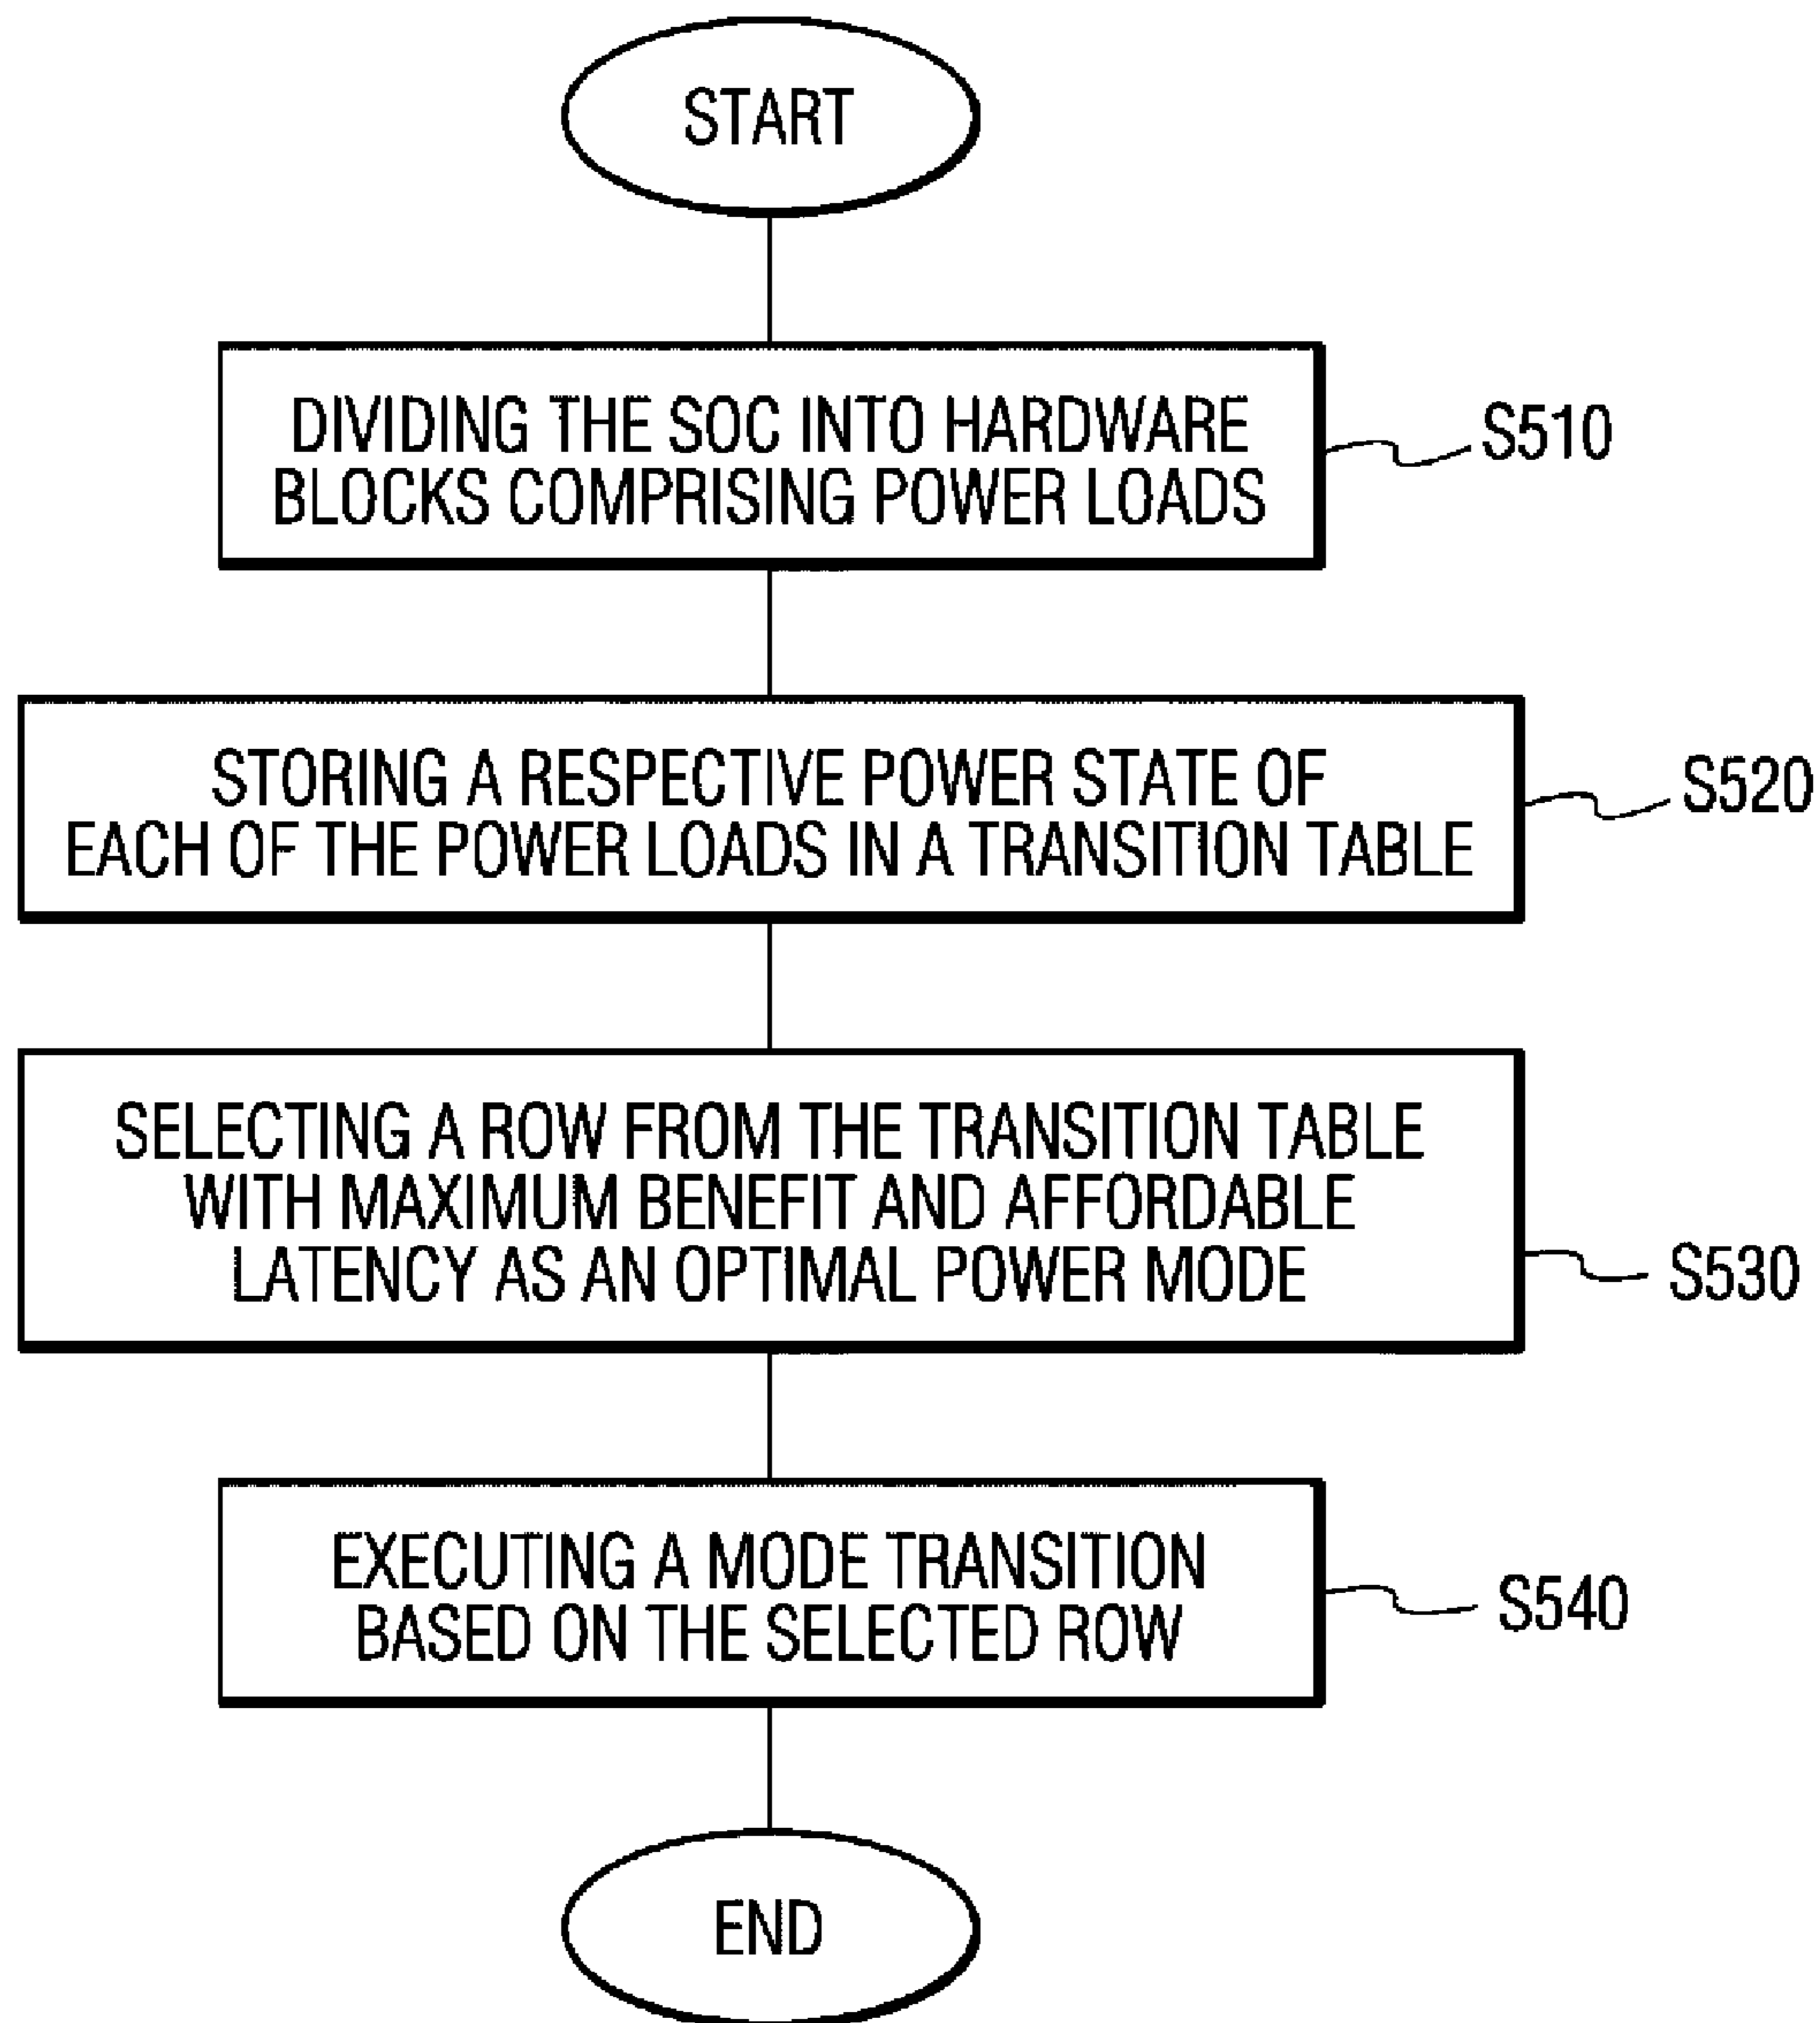 START
DIVIDING THE SOC INTO HARDWARE
BLOCKS COMPRISING POWER LOADS
S510
STORING A RESPECTIVE POWER STATE OF
EACH OF THE POWER LOADS IN A TRANSITION TABLE
S520
SELECTING A ROW FROM THE TRANSITION TABLE
WITH MAXIMUM BENEFIT AND AFFORDABLE
LATENCY AS AN OPTIMAL POWER MODE
S530
EXECUTING A MODE TRANSITION
BASED ON THE SELECTED ROW
S540
END